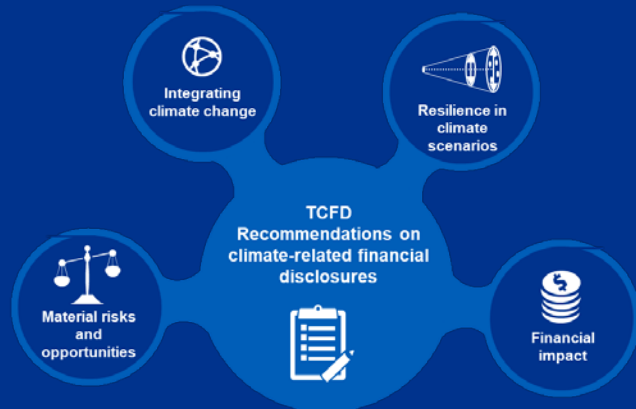 Integrating
climate change
Resilience in
climate
scenarios
TCFD
Recommendations on
climate-related financial
disclosures
Material risks
and
opportunities
$
Financial
impact